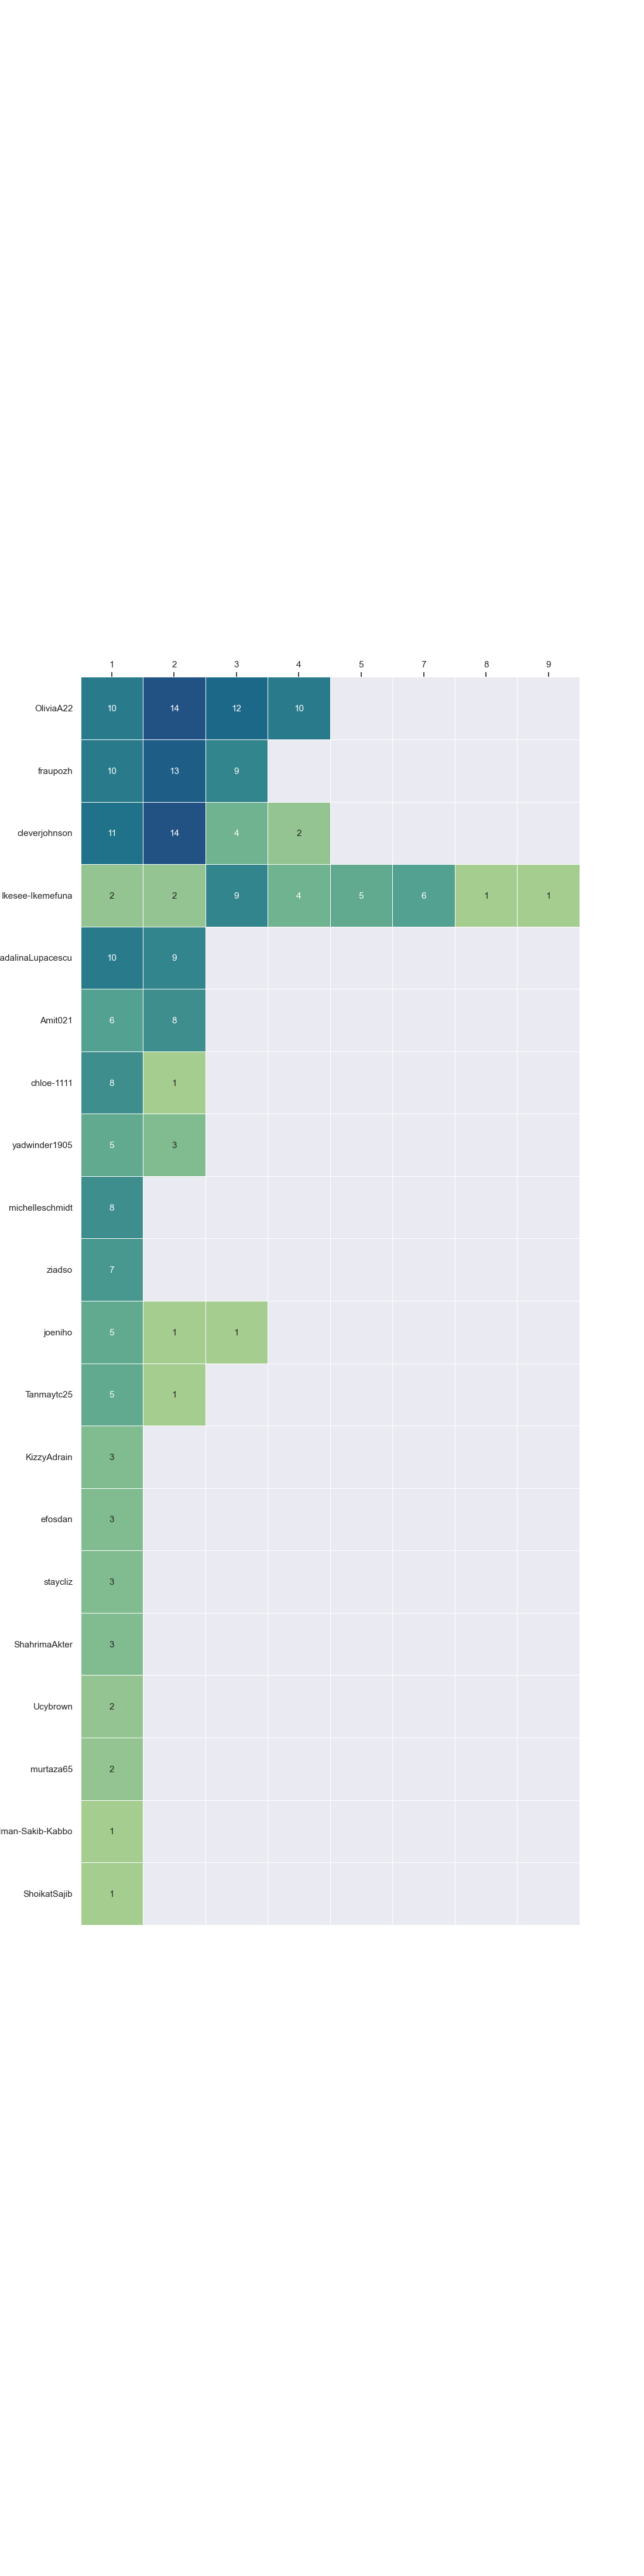 1 2 3 4 5 7 8 9
OliviaA22 10 14 12 10
fraupozh 10 13 9
cleverjohnson 11 14 4 2
Ikesee-Ikemefuna 2 2 9 4 5 6 1 1
adalinaLupacescu 10 9
Amit021 6 8
chloe-1111 8 1
yadwinder1905 5 3
michelleschmidt 8
ziadso 7
joeniho 5 1 1
Tanmaytc25 5 1
KizzyAdrain 3
efosdan 3
staycliz 3
ShahrimaAkter 3
Ucybrown 2
murtaza65 2
man-Sakib-Kabbo 1
ShoikatSajib 1